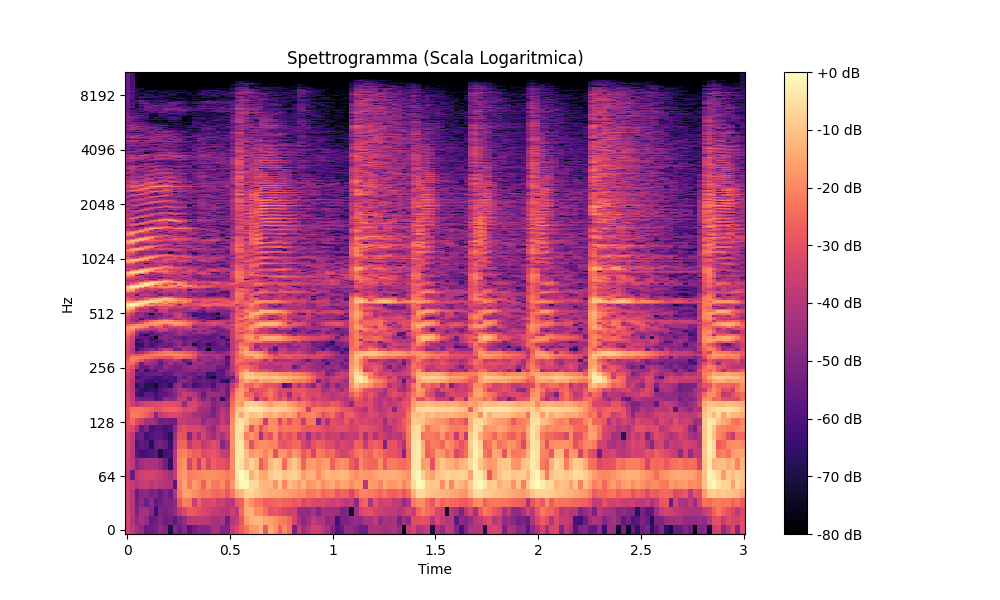 Spettrogramma (Scala Logaritmica)
Hz
8192
4096
2048
1024
512
256
128
64
0
0 0.5 1 1.5 2 2.5 3
Time
+0 dB
-10 dB
-20 dB
-30 dB
-40 dB
-50 dB
-60 dB
-70 dB
-80 dB